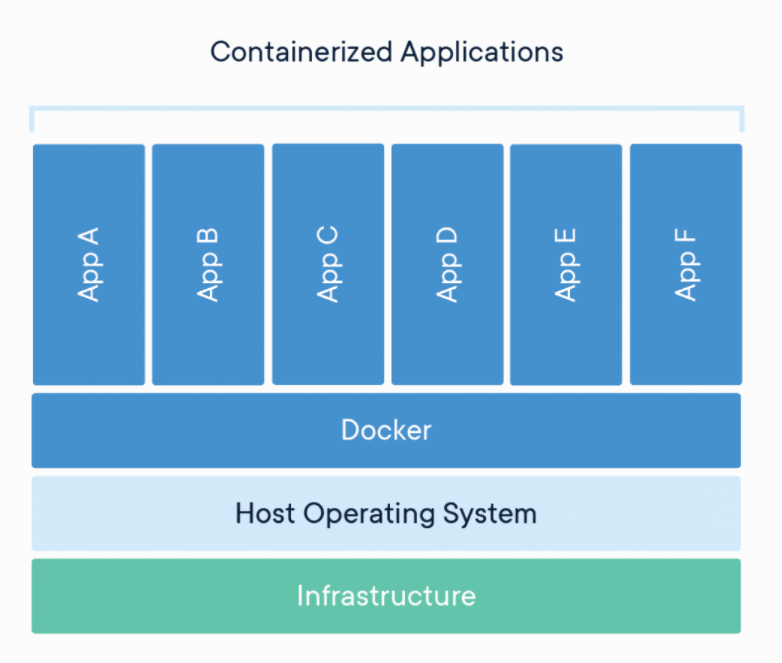 Containerized Applications
App A
App B
App C
App D
App E
App F
Docker
Host Operating System
Infrastructure